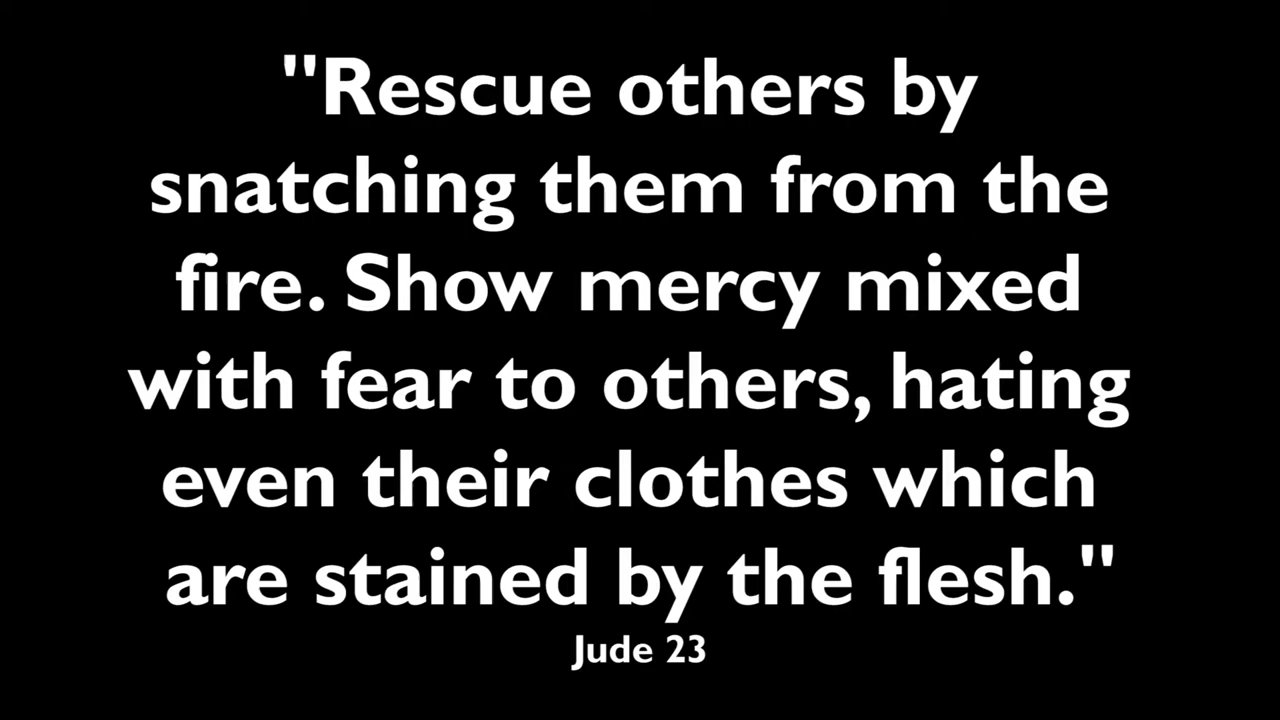 "Rescue others by
snatching them from the
fire. Show mercy mixed
with fear to others, hating
even their clothes which
are stained by the flesh."
Jude 23